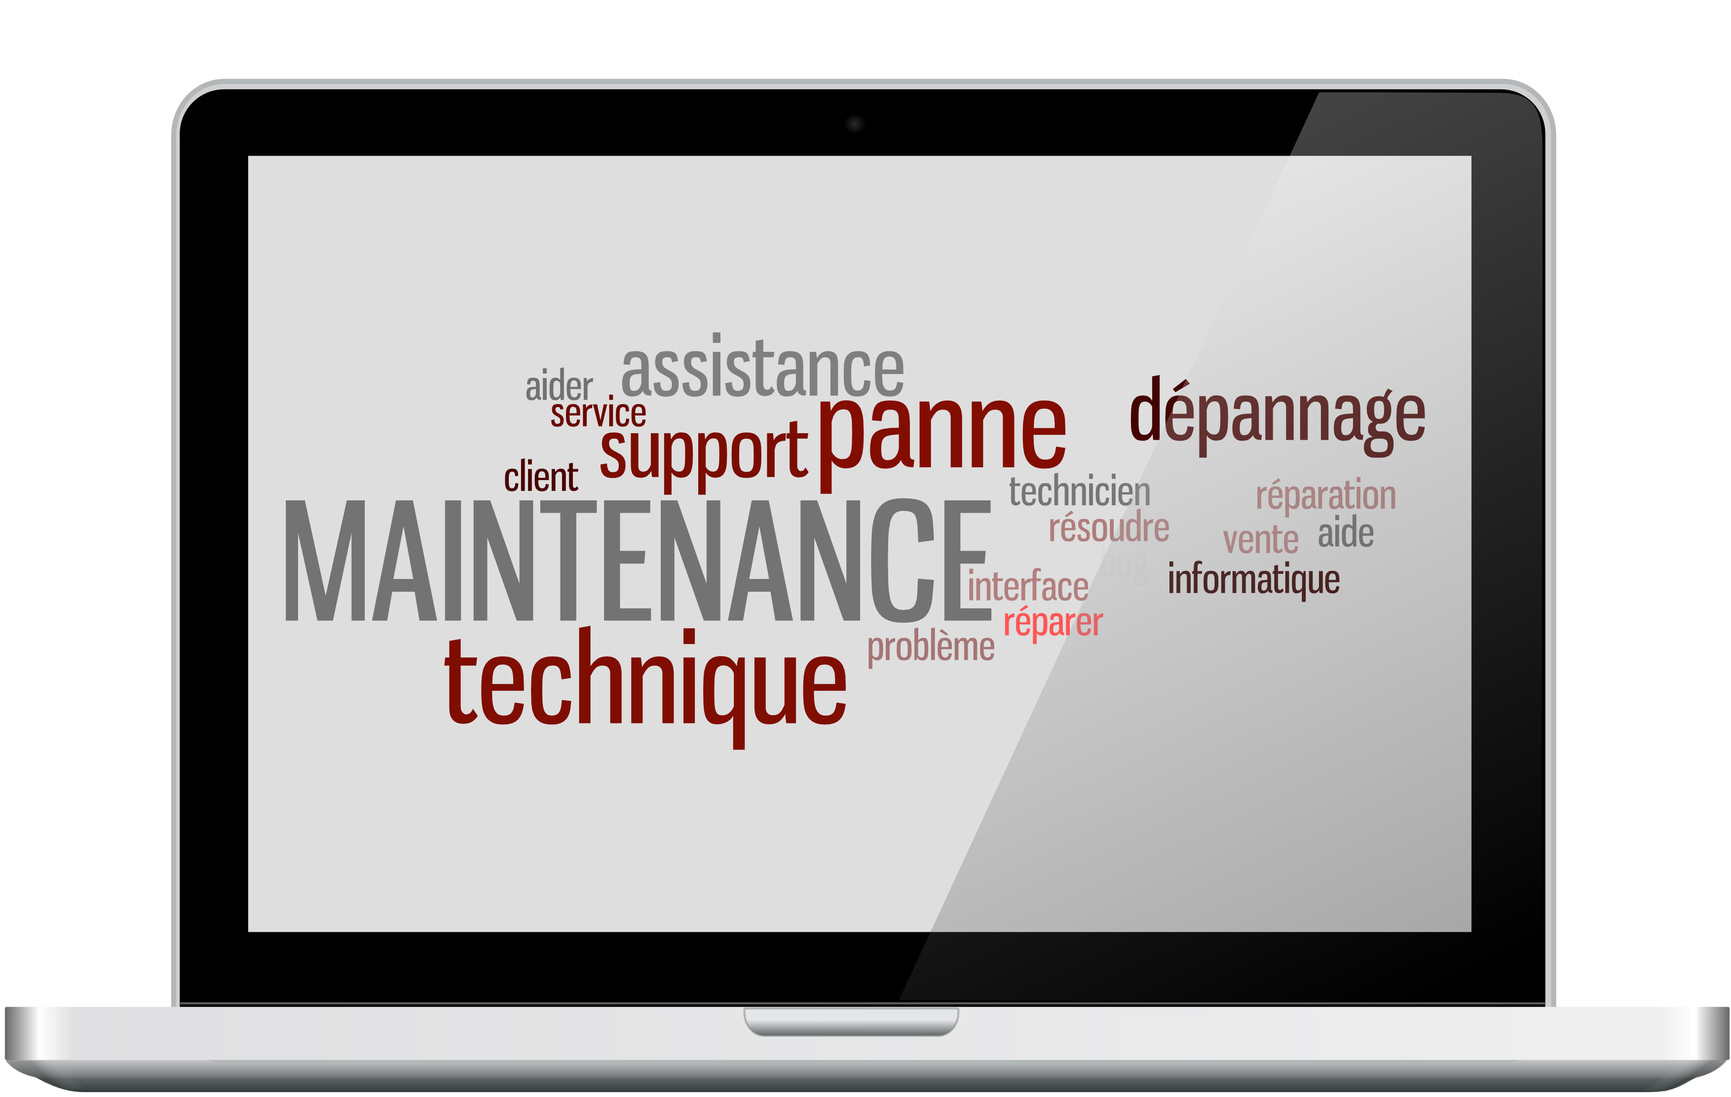 assistance
aider
service
support panne dépannage
client
technicien réparation
MAINTENANCE
résoudre vente aide
interface informatique
réparer
problème
technique